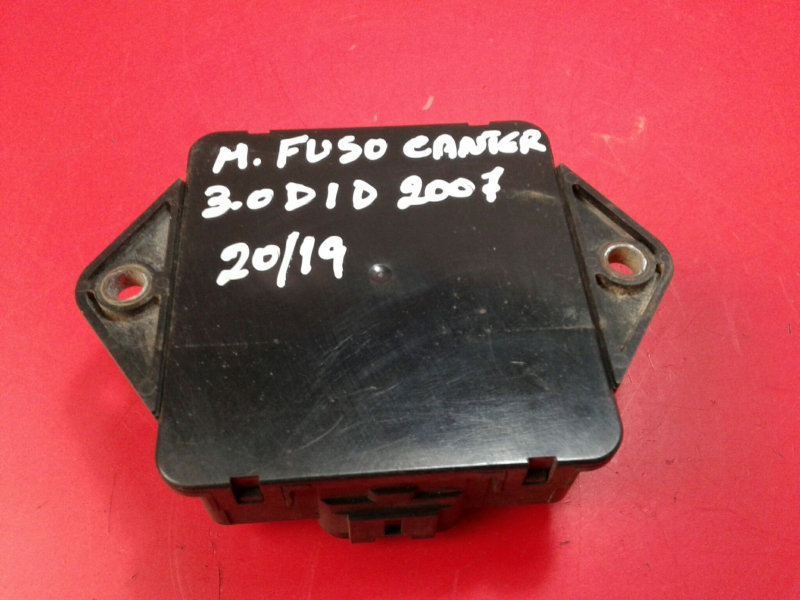 M. FUSO CANTER
3.0 DID 2007
20/19